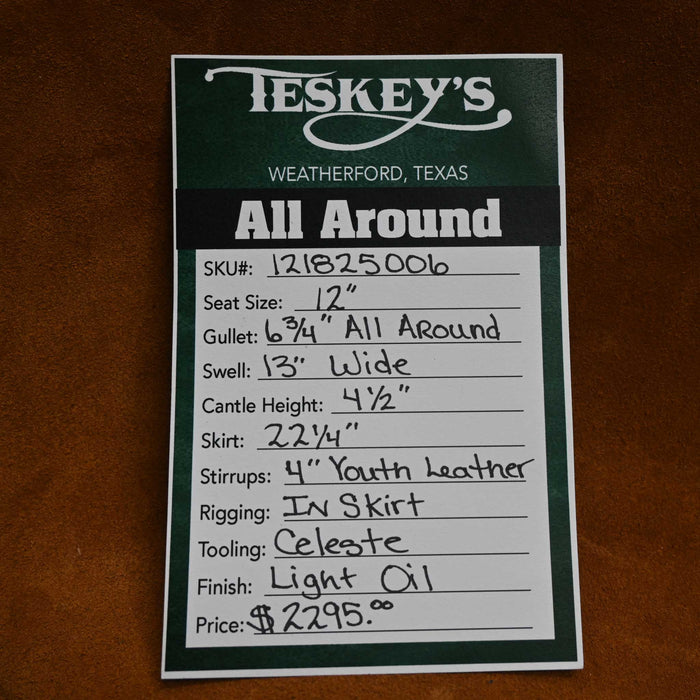 TESKEY'S
WEATHERFORD, TEXAS
All Around
SKU#: 121825006
Seat Size: 12"
Gullet: 6 3/4" All Around
Swell: 13" Wide
Cantle Height: 4 1/2"
Skirt: 22 1/4"
Stirrups: 4" Youth Leather
Rigging: In Skirt
Tooling: Celeste
Finish: Light Oil
Price: $2295.00